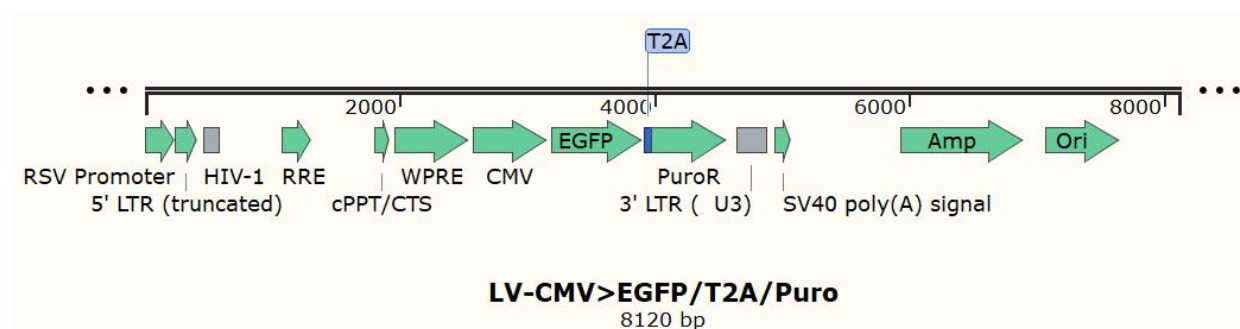 T2A
2000
4000
6000
8000
EGFP
Amp
Ori
RSV Promoter
HIV-1
RRE
WPRE
CMV
PuroR
5' LTR (truncated)
cPPT/CTS
3' LTR ( U3)
SV40 poly(A) signal
LV-CMV>EGFP/T2A/Puro
8120 bp